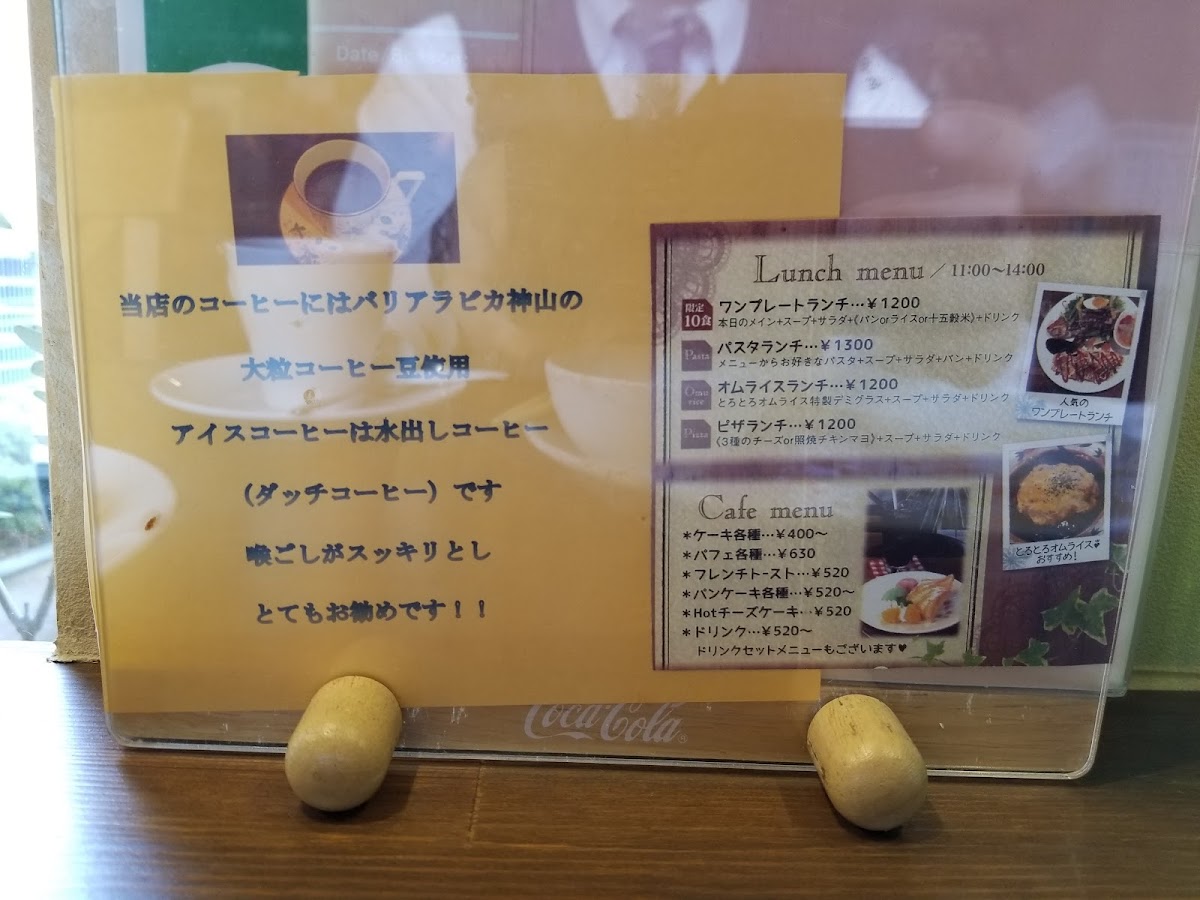 Date
当店のコーヒーにはバリアラビカ神山の
大粒コーヒー豆使用
アイスコーヒーは水出しコーヒー
（ダッチコーヒー）です
喉ごしがスッキリとし
とてもお勧めです！！
Lunch menu / 11:00～14:00
限定10食
ワンプレートランチ…￥1200
本日のメイン+スープ+サラダ+《パンorライスor十五穀米》+ドリンク
Pasta
パスタランチ…￥1300
メニューからお好きなパスタ+スープ+サラダ+パン+ドリンク
Omu rice
オムライスランチ…￥1200
とろとろオムライス特製デミグラス+スープ+サラダ+ドリンク
Pizza
ピザランチ…￥1200
《3種のチーズor照焼チキンマヨ》+スープ+サラダ+ドリンク
人気の
ワンプレートランチ
とろとろオムライス♥
おすすめ！
Cafe menu
＊ケーキ各種…￥400～
＊パフェ各種…￥630
＊フレンチトースト…￥520
＊パンケーキ各種…￥520～
＊Hotチーズケーキ…￥520
＊ドリンク…￥520～
ドリンクセットメニューもございます♥
Coca-Cola®